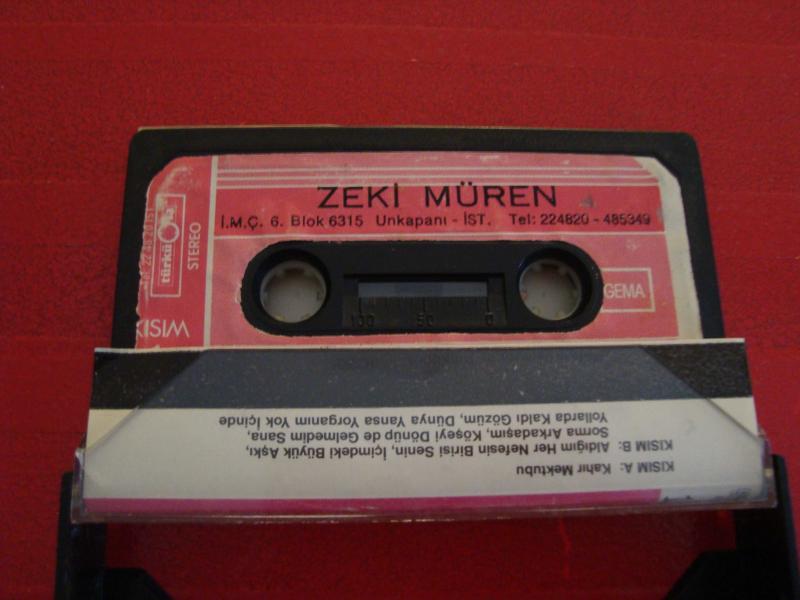 ZEKİ MÜREN
İ.M.Ç. 6. Blok 6315 Unkapanı - İST. Tel: 224820 - 485349
türküola
STEREO
GEMA
KISIM
100 50 0
KISIM A: Kahır Mektubu
KISIM B: Aldığım Her Nefesin Birisi Senin, İçimdeki Büyük Aşkı,
Sorma Arkadaşım, Köşeyi Dönüp de Gelmedim Sana,
Yollarda Kaldı Gözüm, Dünya Yansa Yorganım Yok İçinde